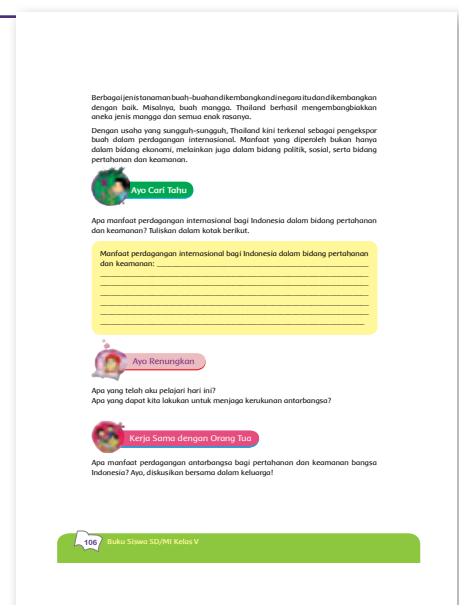 Berbagai jenis tanaman buah-buahan dikembangkan di negara itu dan dikembangkan
dengan baik. Misalnya, buah mangga. Thailand berhasil mengembangbiakkan
aneka jenis mangga dan semua enak rasanya.
Dengan usaha yang sungguh-sungguh, Thailand kini terkenal sebagai pengekspor
buah dalam perdagangan internasional. Manfaat yang diperoleh bukan hanya
dalam bidang ekonomi, melainkan juga dalam bidang politik, sosial, serta bidang
pertahanan dan keamanan.
Ayo Cari Tahu
Apa manfaat perdagangan internasional bagi Indonesia dalam bidang pertahanan
dan keamanan? Tuliskan dalam kotak berikut.
Manfaat perdagangan internasional bagi Indonesia dalam bidang pertahanan
dan keamanan:
Ayo Renungkan
Apa yang telah aku pelajari hari ini?
Apa yang dapat kita lakukan untuk menjaga kerukunan antarbangsa?
Kerja Sama dengan Orang Tua
Apa manfaat perdagangan antarbangsa bagi pertahanan dan keamanan bangsa
Indonesia? Ayo, diskusikan bersama dalam keluarga!
106 Buku Siswa SD/MI Kelas V